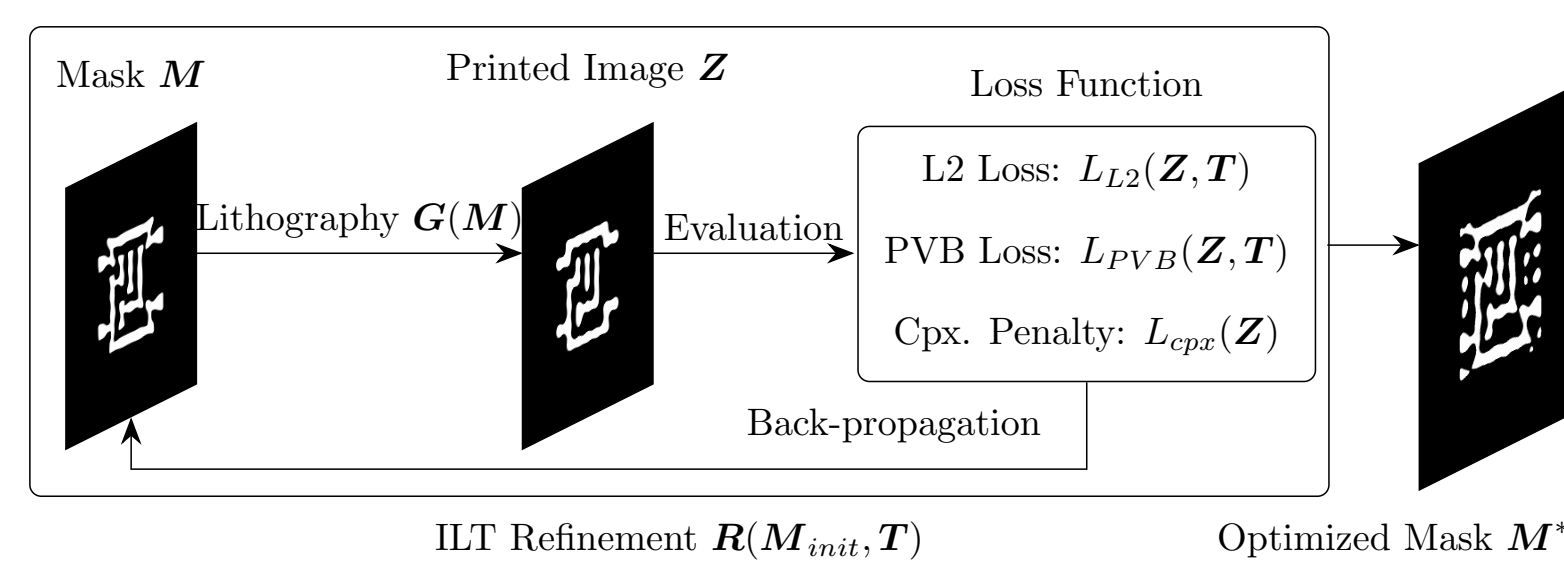 Mask M
Printed Image Z
Loss Function
Lithography G(M)
Evaluation
L2 Loss: L_{L2}(Z, T)
PVB Loss: L_{PVB}(Z, T)
Cpx. Penalty: L_{cpx}(Z)
Back-propagation
ILT Refinement R(M_{init}, T)
Optimized Mask M*